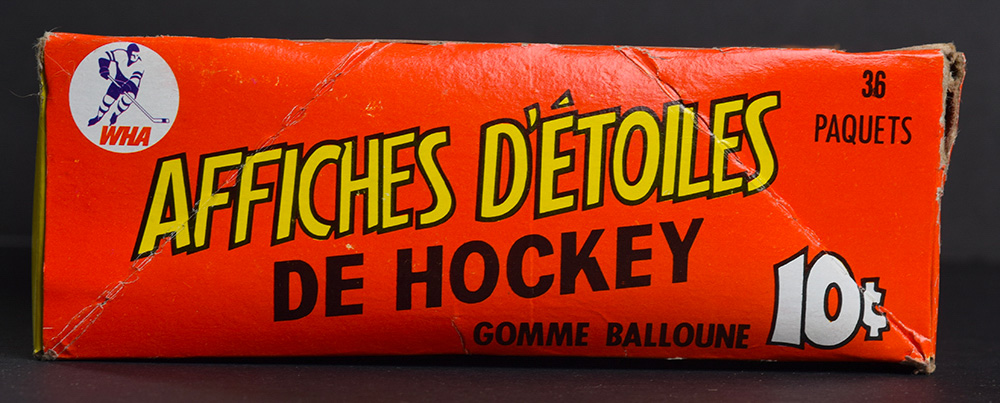 WHA
36
PAQUETS
AFFICHES D'ÉTOILES
DE HOCKEY
GOMME BALLOUNE
10¢